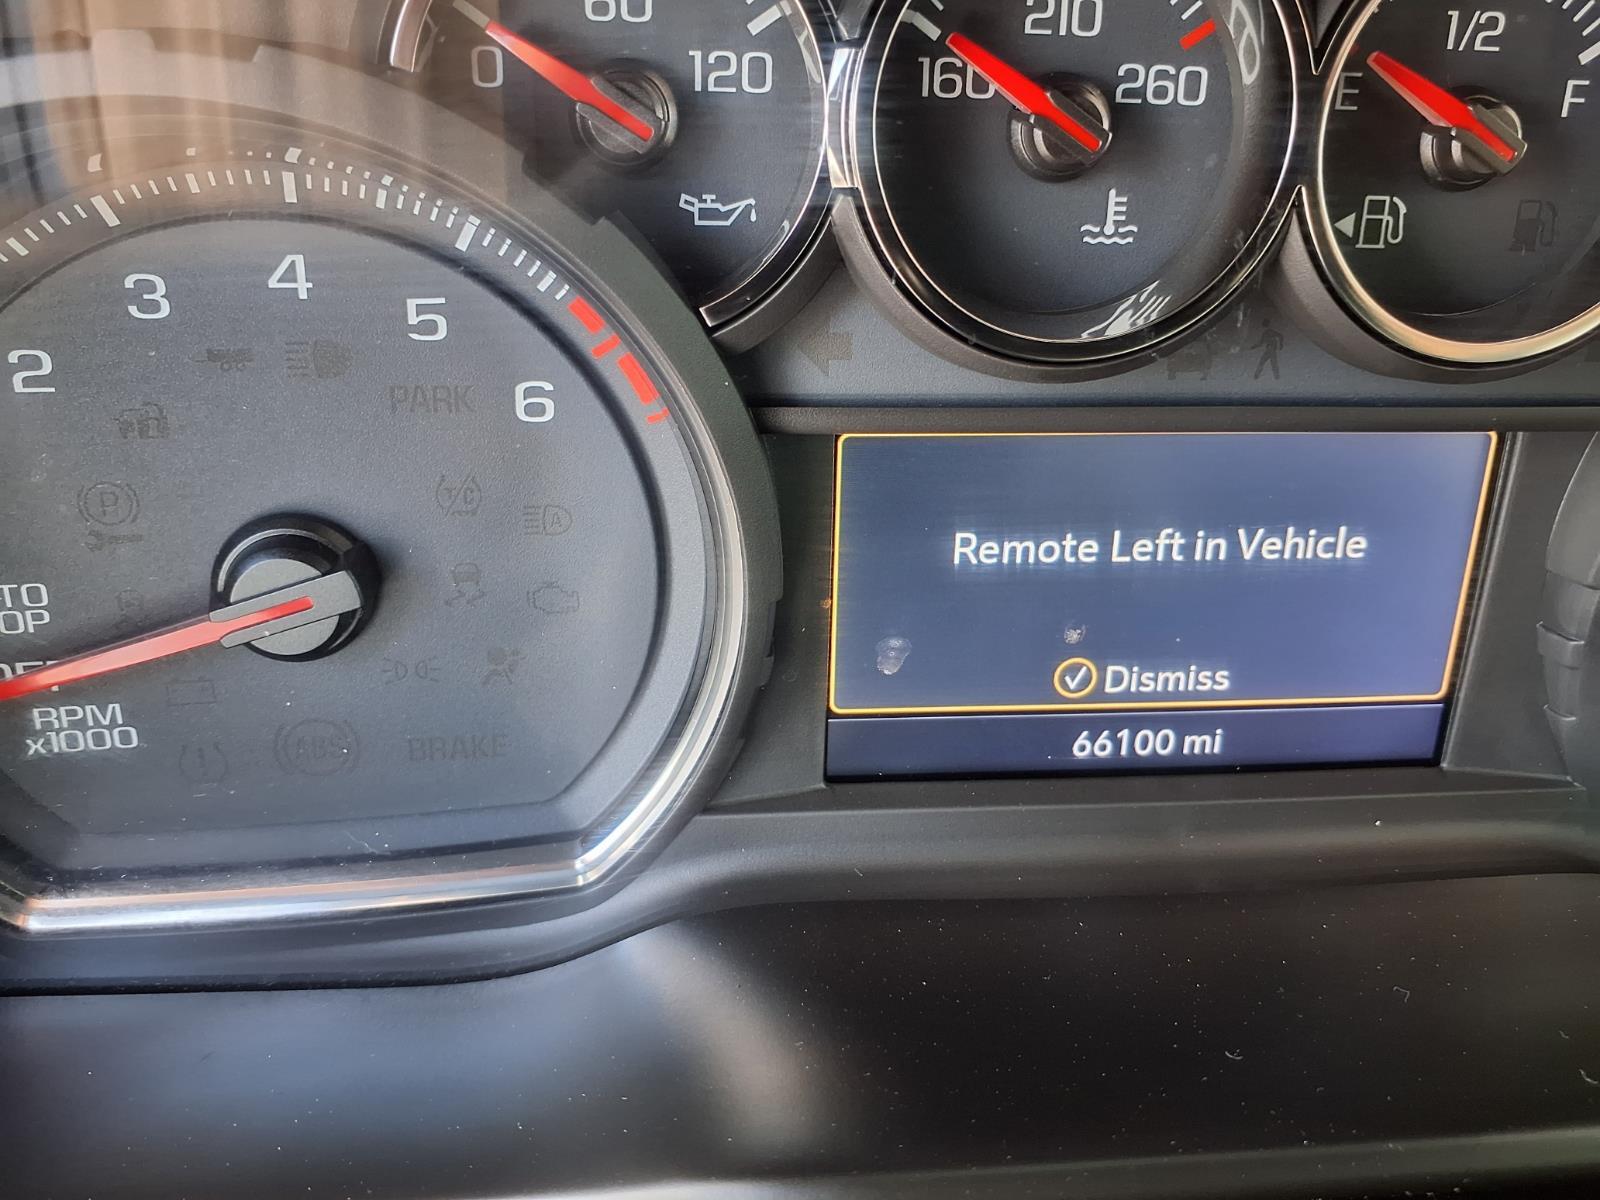 60
0
120
210
160
260
1/2
E
F
2
3
4
5
6
PARK
P
T/C
A
TO
OP
RPM
x1000
ABS
BRAKE
Remote Left in Vehicle
Dismiss
66100 mi